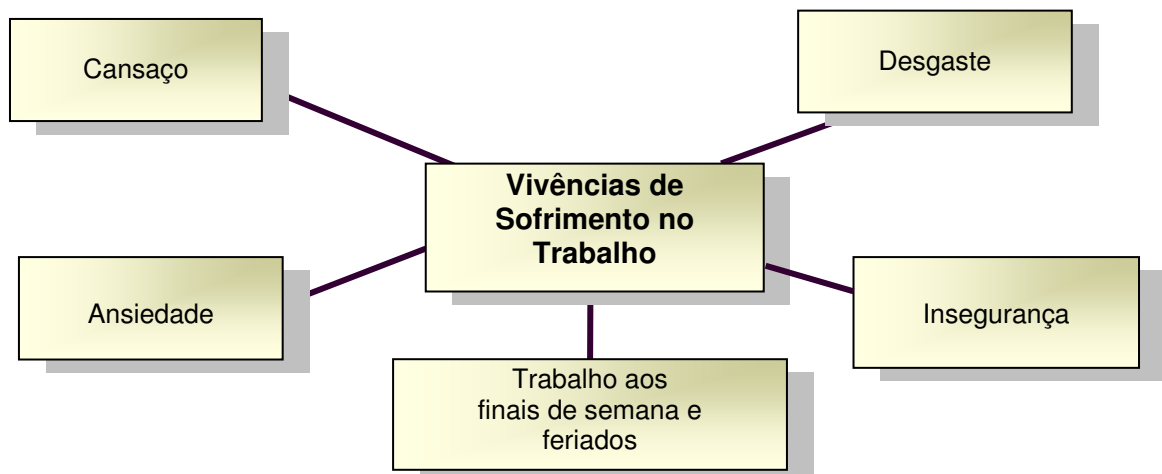 Cansaço
Desgaste
Vivências de
Sofrimento no
Trabalho
Ansiedade
Insegurança
Trabalho aos
finais de semana e
feriados